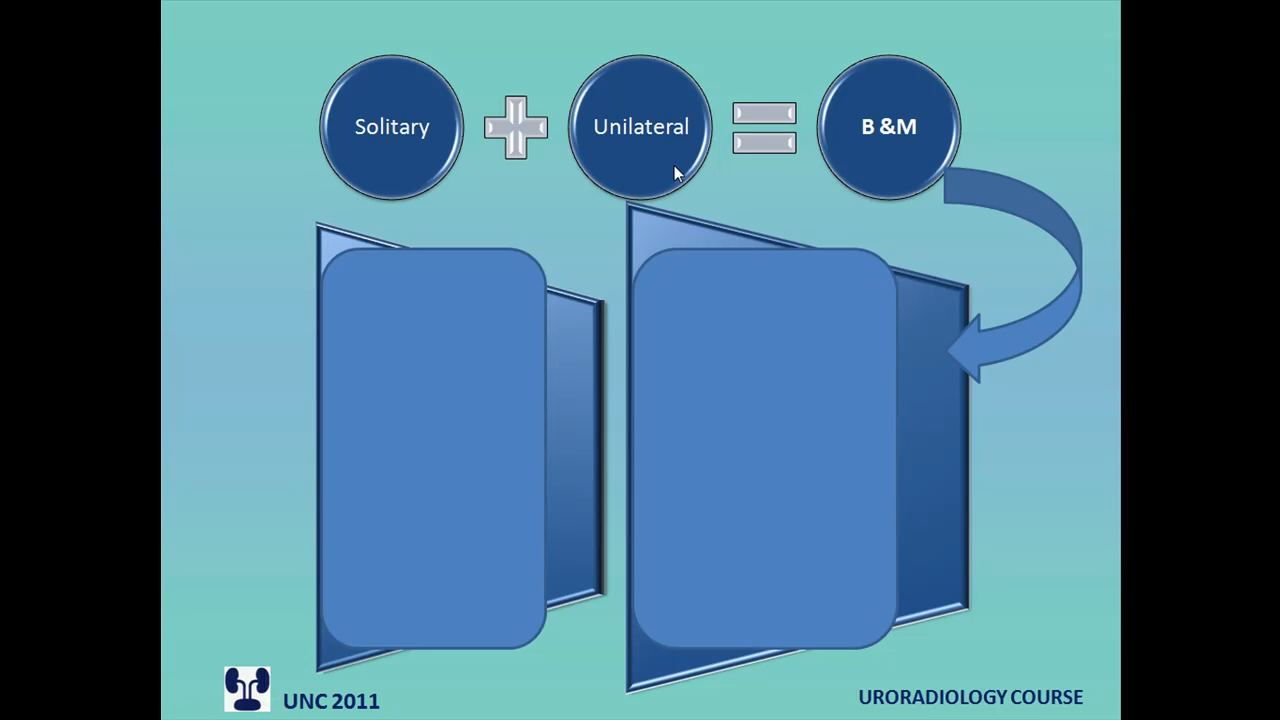 Solitary
Unilateral
B &M
UNC 2011
URORADIOLOGY COURSE